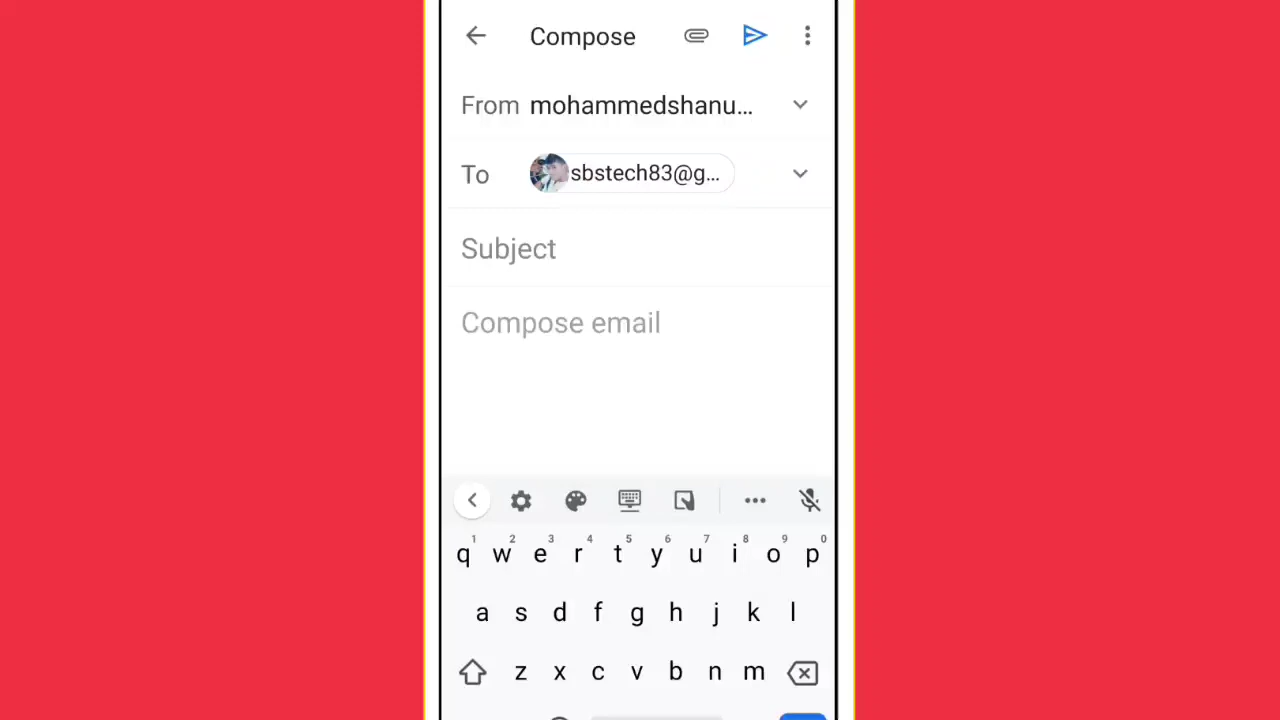 Compose
From mohammedshanu...
To sbstech83@g...
Subject
Compose email
1 2 3 4 5 6 7 8 9 0
q w e r t y u i o p
a s d f g h j k l
z x c v b n m